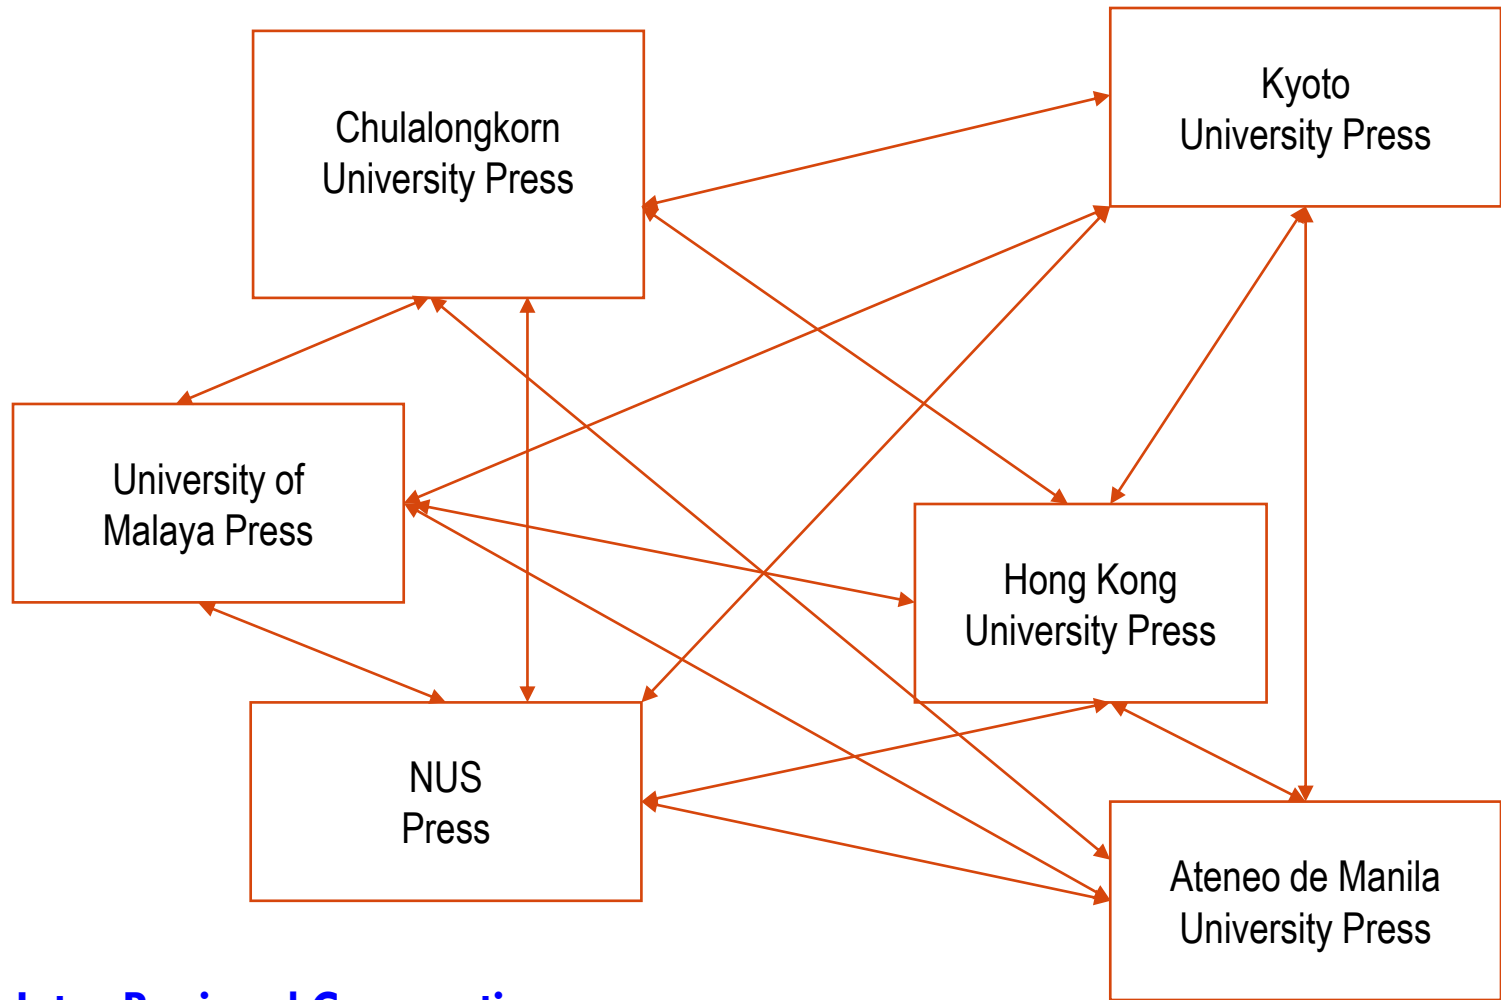 Kyoto
University Press
Chulalongkorn
University Press
University of
Malaya Press
Hong Kong
University Press
NUS
Press
Ateneo de Manila
University Press